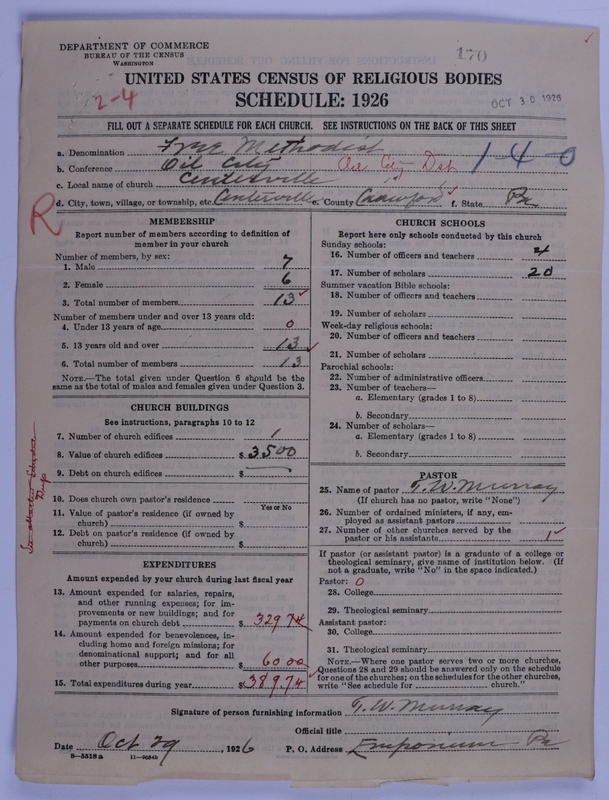 DEPARTMENT OF COMMERCE
BUREAU OF THE CENSUS
WASHINGTON
170
UNITED STATES CENSUS OF RELIGIOUS BODIES
2-4
SCHEDULE: 1926
OCT 30 1926
FILL OUT A SEPARATE SCHEDULE FOR EACH CHURCH. SEE INSTRUCTIONS ON THE BACK OF THIS SHEET
a. Denomination Free Methodist
b. Conference Oil City Oil City Dist 1-4-0
c. Local name of church Centerville
d. City, town, village, or township, etc. Centerville e. County Crawford f. State Pa
R
MEMBERSHIP
Report number of members according to definition of
member in your church
Number of members, by sex:
1. Male 7
2. Female 6
3. Total number of members 13
Number of members under and over 13 years old:
4. Under 13 years of age 0
5. 13 years old and over 13
6. Total number of members 13
NOTE.—The total given under Question 6 should be the
same as the total of males and females given under Question 3.
CHURCH BUILDINGS
See instructions, paragraphs 10 to 12
7. Number of church edifices 1
8. Value of church edifices $ 3500
9. Debt on church edifices $
10. Does church own pastor's residence
Yes or No
11. Value of pastor's residence (if owned by
church) $
12. Debt on pastor's residence (if owned by
church) $
EXPENDITURES
Amount expended by your church during last fiscal year
13. Amount expended for salaries, repairs,
and other running expenses; for im-
provements or new buildings; and for
payments on church debt $ 329 74
14. Amount expended for benevolences, in-
cluding home and foreign missions; for
denominational support; and for all
other purposes $ 60 00
15. Total expenditures during year $ 389.74
CHURCH SCHOOLS
Report here only schools conducted by this church
Sunday schools:
16. Number of officers and teachers 4
17. Number of scholars 20
Summer vacation Bible schools:
18. Number of officers and teachers
19. Number of scholars
Week-day religious schools:
20. Number of officers and teachers
21. Number of scholars
Parochial schools:
22. Number of administrative officers
23. Number of teachers—
a. Elementary (grades 1 to 8)
b. Secondary
24. Number of scholars—
a. Elementary (grades 1 to 8)
b. Secondary
PASTOR
25. Name of pastor T. W. Murray
(If church has no pastor, write "None")
26. Number of ordained ministers, if any, em-
ployed as assistant pastors
27. Number of other churches served by the
pastor or his assistants 1
If pastor (or assistant pastor) is a graduate of a college or
theological seminary, give name of institution below. (If
not a graduate, write "No" in the space indicated.)
Pastor: 0
28. College
29. Theological seminary
Assistant pastor:
30. College
31. Theological seminary
NOTE.—Where one pastor serves two or more churches,
Questions 28 and 29 should be answered only on the schedule
for one of the churches; on the schedules for the other churches,
write "See schedule for church."
Signature of person furnishing information T. W. Murray
Official title
Date Oct 29, 1926 P. O. Address Emporium Pa
8-5518a 11-9084b